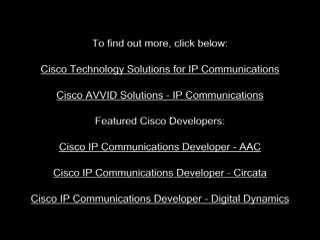 To find out more, click below:
Cisco Technology Solutions for IP Communications
Cisco AVVID Solutions - IP Communications
Featured Cisco Developers:
Cisco IP Communications Developer - AAC
Cisco IP Communications Developer - Circata
Cisco IP Communications Developer - Digital Dynamics